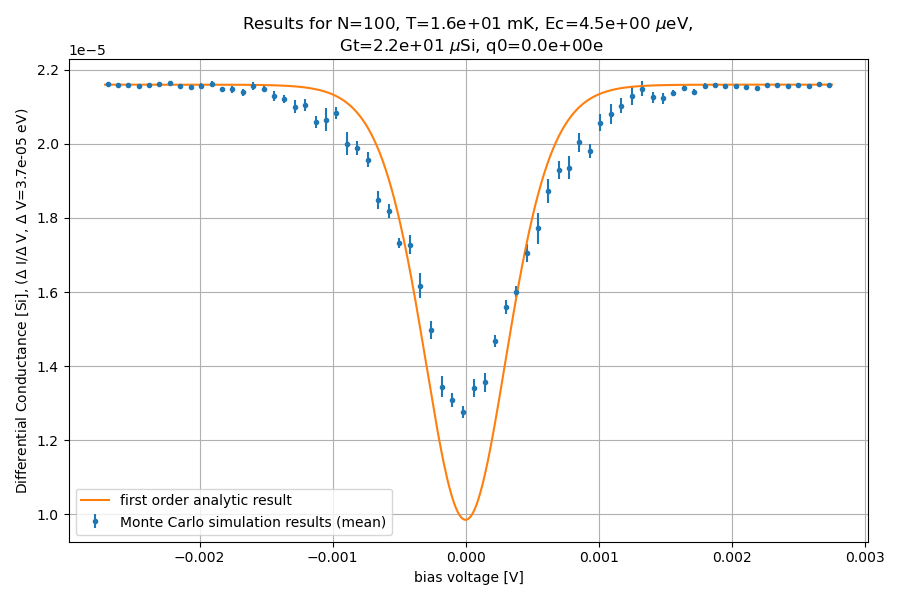 Results for N=100, T=1.6e+01 mK, Ec=4.5e+00 μeV,
Gt=2.2e+01 μSi, q0=0.0e+00e
1e−5
2.2
2.0
1.8
1.6
1.4
1.2
1.0
Differential Conductance [Si], (Δ I/Δ V, Δ V=3.7e-05 eV)
first order analytic result
Monte Carlo simulation results (mean)
−0.002
−0.001
0.000
0.001
0.002
0.003
bias voltage [V]